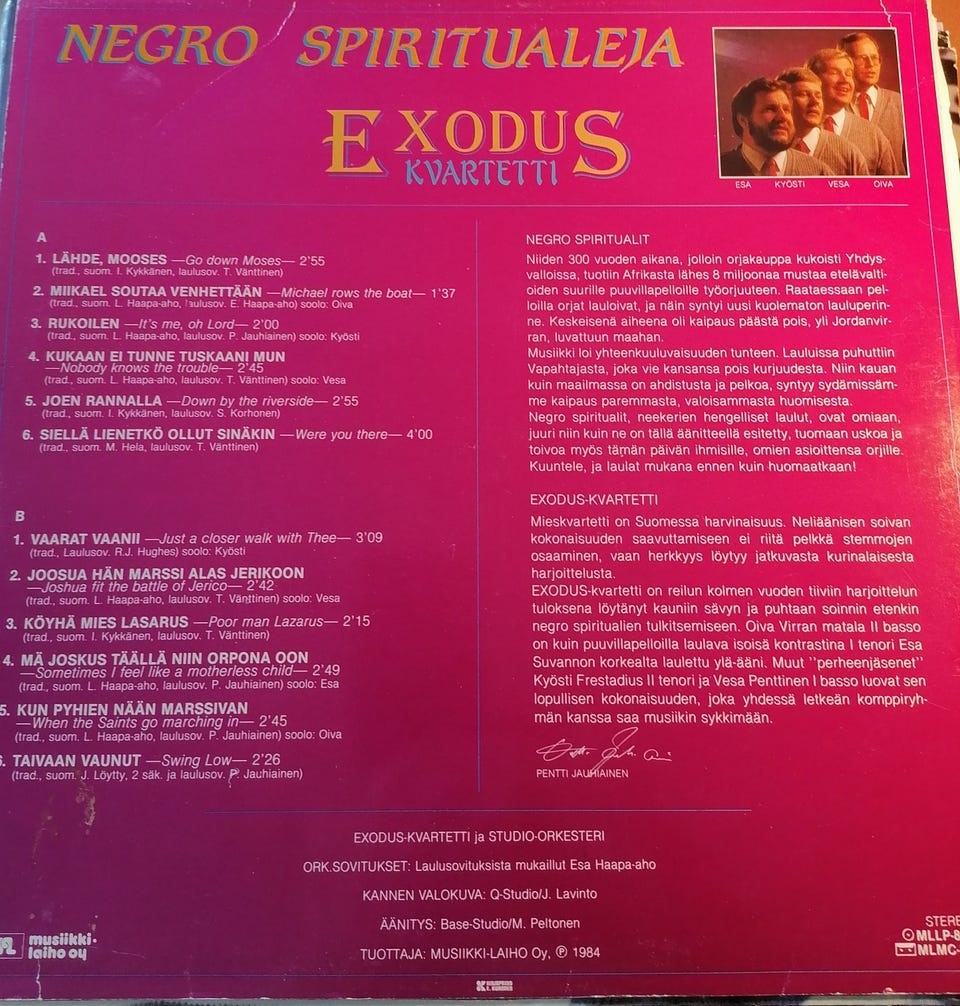 NEGRO SPIRITUALEJA
EXODUS
KVARTETTI
ESA KYÖSTI VESA OIVA
A
1. LÄHDE, MOOSES —Go down Moses— 2'55
(trad., suom. I. Kykkänen, laulusov. T. Vänttinen)
2. MIIKAEL SOUTAA VENHETTÄÄN —Michael rows the boat— 1'37
(trad., suom. L. Haapa-aho, laulusov. E. Haapa-aho) soolo: Oiva
3. RUKOILEN —It's me, oh Lord— 2'00
(trad., suom. L. Haapa-aho, laulusov. P. Jauhiainen) soolo: Kyösti
4. KUKAAN EI TUNNE TUSKAANI MUN
—Nobody knows the trouble— 2'45
(trad., suom. L. Haapa-aho, laulusov. T. Vänttinen) soolo: Vesa
5. JOEN RANNALLA —Down by the riverside— 2'55
(trad., suom. I. Kykkänen, laulusov. S. Korhonen)
6. SIELLÄ LIENETKÖ OLLUT SINÄKIN —Were you there— 4'00
(trad., suom. M. Hela, laulusov. T. Vänttinen)
B
1. VAARAT VAANII —Just a closer walk with Thee— 3'09
(trad., Laulusov. R.J. Hughes) soolo: Kyösti
2. JOOSUA HÄN MARSSI ALAS JERIKOON
—Joshua fit the battle of Jerico— 2'42
(trad., suom. L. Haapa-aho, laulusov. T. Vänttinen) soolo: Vesa
3. KÖYHÄ MIES LASARUS —Poor man Lazarus— 2'15
(trad., suom. I. Kykkänen, laulusov. T. Vänttinen)
4. MÄ JOSKUS TÄÄLLÄ NIIN ORPONA OON
—Sometimes I feel like a motherless child— 2'49
(trad., suom. L. Haapa-aho, laulusov. P. Jauhiainen) soolo: Esa
5. KUN PYHIEN NÄÄN MARSSIVAN
—When the Saints go marching in— 2'45
(trad., suom. L. Haapa-aho, laulusov. P. Jauhiainen) soolo: Oiva
. TAIVAAN VAUNUT —Swing Low— 2'26
(trad., suom. J. Löytty, 2 säk. ja laulusov. P. Jauhiainen)
NEGRO SPIRITUALIT
Niiden 300 vuoden aikana, jolloin orjakauppa kukoisti Yhdys-
valloissa, tuotiin Afrikasta lähes 8 miljoonaa mustaa etelävalti-
oiden suurille puuvillapelloille työorjuuteen. Raataessaan pel-
loilla orjat lauloivat, ja näin syntyi uusi kuolematon lauluperin-
ne. Keskeisenä aiheena oli kaipaus päästä pois, yli Jordanvir-
ran, luvattuun maahan.
Musiikki loi yhteenkuuluvaisuuden tunteen. Lauluissa puhuttiin
Vapahtajasta, joka vie kansansa pois kurjuudesta. Niin kauan
kuin maailmassa on ahdistusta ja pelkoa, syntyy sydämissäm-
me kaipaus paremmasta, valoisammasta huomisesta.
Negro spiritualit, neekerien hengelliset laulut, ovat omiaan,
juuri niin kuin ne on tällä äänitteellä esitetty, tuomaan uskoa ja
toivoa myös tämän päivän ihmisille, omien asioittensa orjille.
Kuuntele, ja laulat mukana ennen kuin huomaatkaan!
EXODUS-KVARTETTI
Mieskvartetti on Suomessa harvinaisuus. Neliäänisen soivan
kokonaisuuden saavuttamiseen ei riitä pelkkä stemmojen
osaaminen, vaan herkkyys löytyy jatkuvasta kurinalaisesta
harjoittelusta.
EXODUS-kvartetti on reilun kolmen vuoden tiiviin harjoittelun
tuloksena löytänyt kauniin sävyn ja puhtaan soinnin etenkin
negro spiritualien tulkitsemiseen. Oiva Virran matala II basso
on kuin puuvillapelloilla laulava isoisä kontrastina I tenori Esa
Suvannon korkealta laulettu ylä-ääni. Muut "perheenjäsenet"
Kyösti Frestadius II tenori ja Vesa Penttinen I basso luovat sen
lopullisen kokonaisuuden, joka yhdessä letkeän komppiryh-
män kanssa saa musiikin sykkimään.
PENTTI JAUHIAINEN
EXODUS-KVARTETTI ja STUDIO-ORKESTERI
ORK.SOVITUKSET: Laulusovituksista mukaillut Esa Haapa-aho
KANNEN VALOKUVA: Q-Studio/J. Lavinto
ÄÄNITYS: Base-Studio/M. Peltonen
TUOTTAJA: MUSIIKKI-LAIHO Oy, ℗ 1984
musiikki-
laiho oy
STERE
MLLP-8
MLMC-